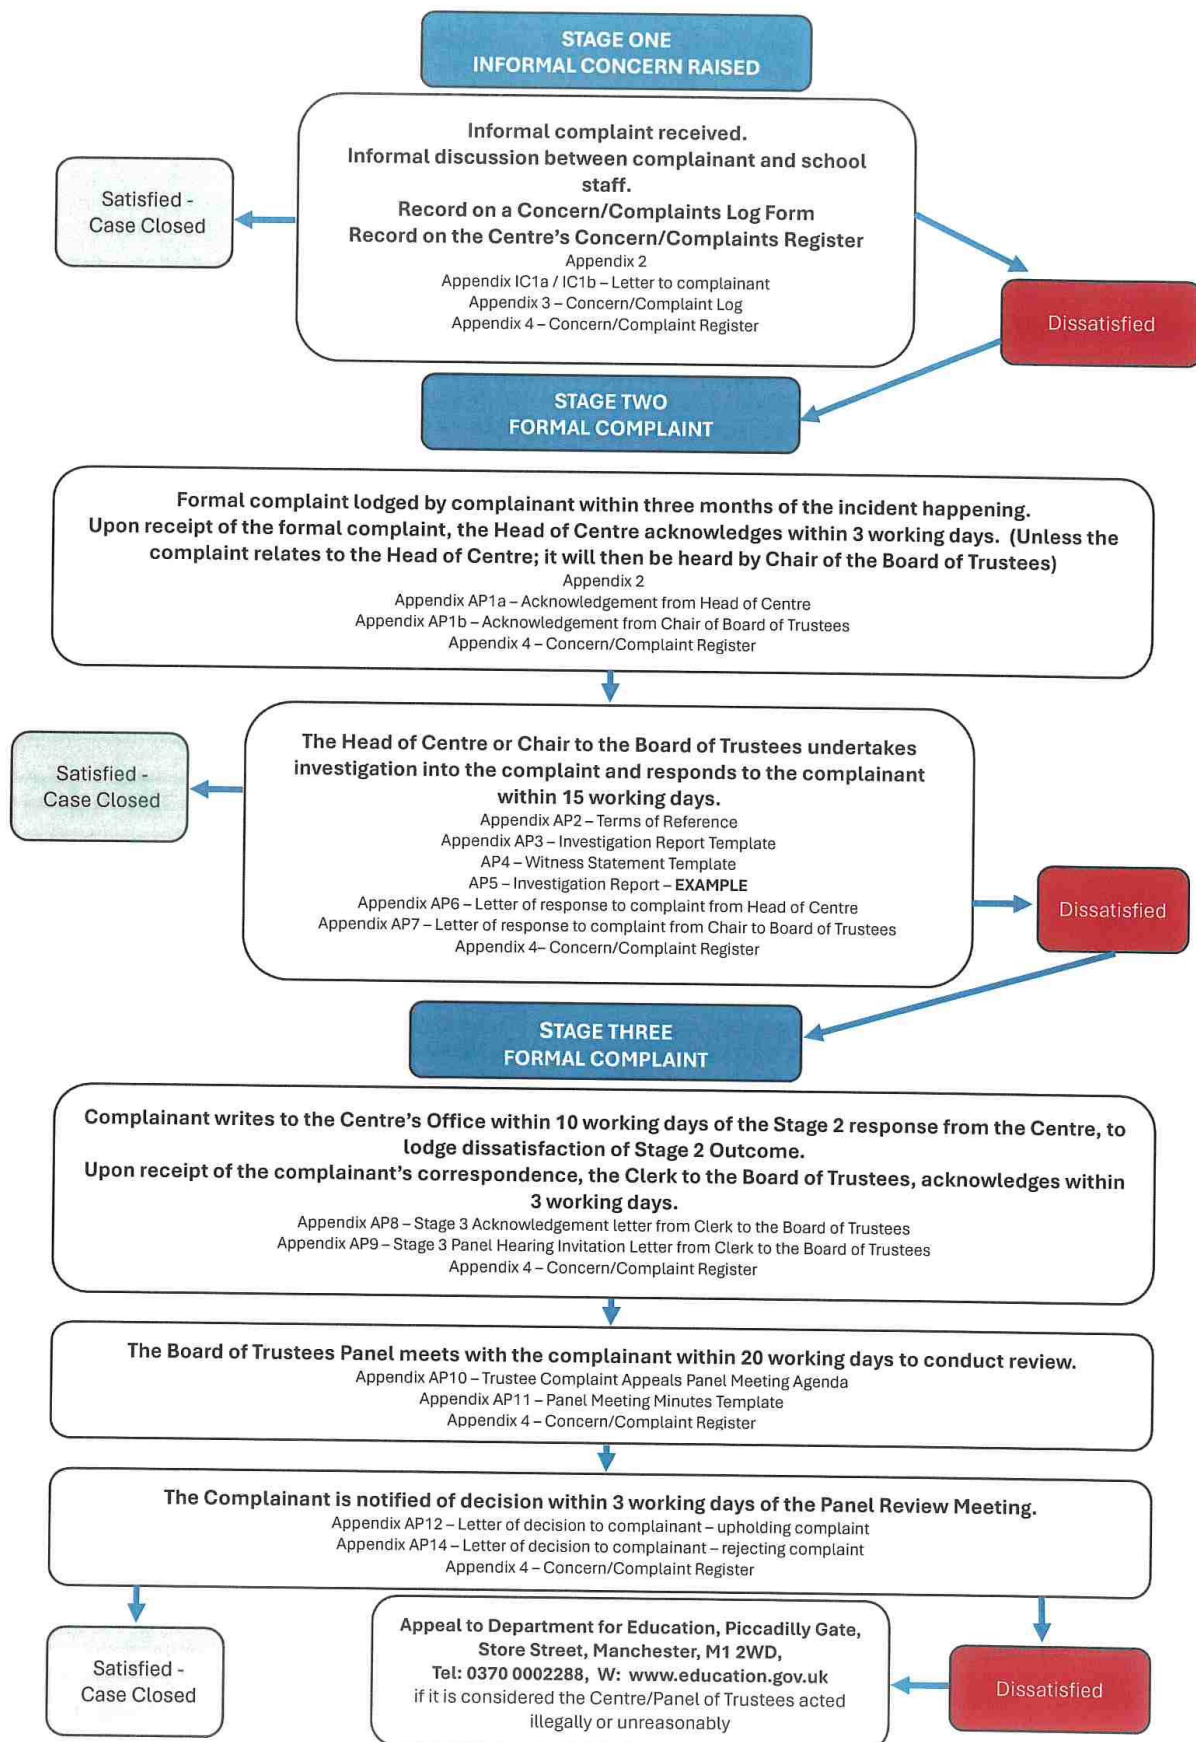 STAGE ONE
INFORMAL CONCERN RAISED
Informal complaint received.
Informal discussion between complainant and school
staff.
Record on a Concern/Complaints Log Form
Record on the Centre's Concern/Complaints Register
Appendix 2
Appendix IC1a / IC1b – Letter to complainant
Appendix 3 – Concern/Complaint Log
Appendix 4 – Concern/Complaint Register
Satisfied -
Case Closed
Dissatisfied
STAGE TWO
FORMAL COMPLAINT
Formal complaint lodged by complainant within three months of the incident happening.
Upon receipt of the formal complaint, the Head of Centre acknowledges within 3 working days. (Unless the
complaint relates to the Head of Centre; it will then be heard by Chair of the Board of Trustees)
Appendix 2
Appendix AP1a – Acknowledgement from Head of Centre
Appendix AP1b – Acknowledgement from Chair of Board of Trustees
Appendix 4 – Concern/Complaint Register
The Head of Centre or Chair to the Board of Trustees undertakes
investigation into the complaint and responds to the complainant
within 15 working days.
Appendix AP2 – Terms of Reference
Appendix AP3 – Investigation Report Template
AP4 – Witness Statement Template
AP5 – Investigation Report – EXAMPLE
Appendix AP6 – Letter of response to complaint from Head of Centre
Appendix AP7 – Letter of response to complaint from Chair to Board of Trustees
Appendix 4– Concern/Complaint Register
Satisfied -
Case Closed
Dissatisfied
STAGE THREE
FORMAL COMPLAINT
Complainant writes to the Centre's Office within 10 working days of the Stage 2 response from the Centre, to
lodge dissatisfaction of Stage 2 Outcome.
Upon receipt of the complainant's correspondence, the Clerk to the Board of Trustees, acknowledges within
3 working days.
Appendix AP8 – Stage 3 Acknowledgement letter from Clerk to the Board of Trustees
Appendix AP9 – Stage 3 Panel Hearing Invitation Letter from Clerk to the Board of Trustees
Appendix 4 – Concern/Complaint Register
The Board of Trustees Panel meets with the complainant within 20 working days to conduct review.
Appendix AP10 – Trustee Complaint Appeals Panel Meeting Agenda
Appendix AP11 – Panel Meeting Minutes Template
Appendix 4 – Concern/Complaint Register
The Complainant is notified of decision within 3 working days of the Panel Review Meeting.
Appendix AP12 – Letter of decision to complainant – upholding complaint
Appendix AP14 – Letter of decision to complainant – rejecting complaint
Appendix 4 – Concern/Complaint Register
Satisfied -
Case Closed
Appeal to Department for Education, Piccadilly Gate,
Store Street, Manchester, M1 2WD,
Tel: 0370 0002288, W: www.education.gov.uk
if it is considered the Centre/Panel of Trustees acted
illegally or unreasonably
Dissatisfied